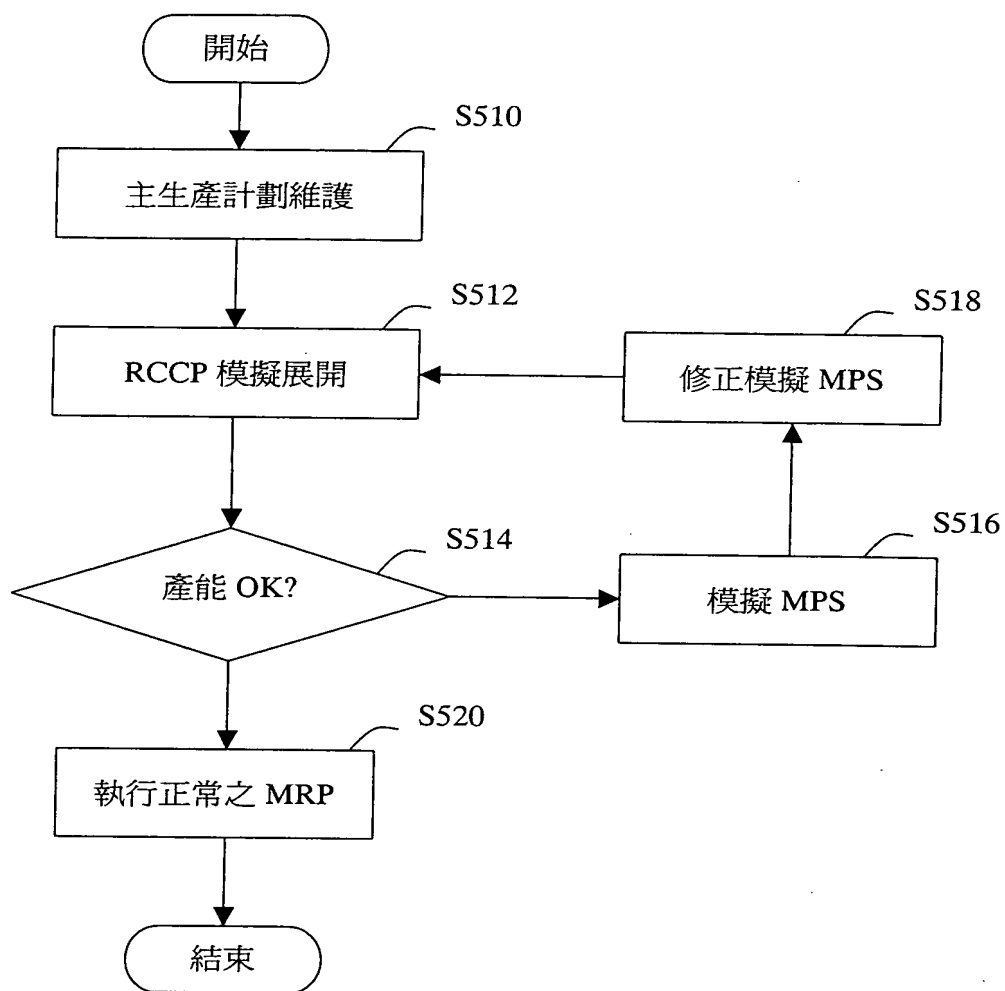 開始
S510
主生產計劃維護
S512
RCCP 模擬展開
S518
修正模擬 MPS
S514
產能 OK?
S516
模擬 MPS
S520
執行正常之 MRP
結束